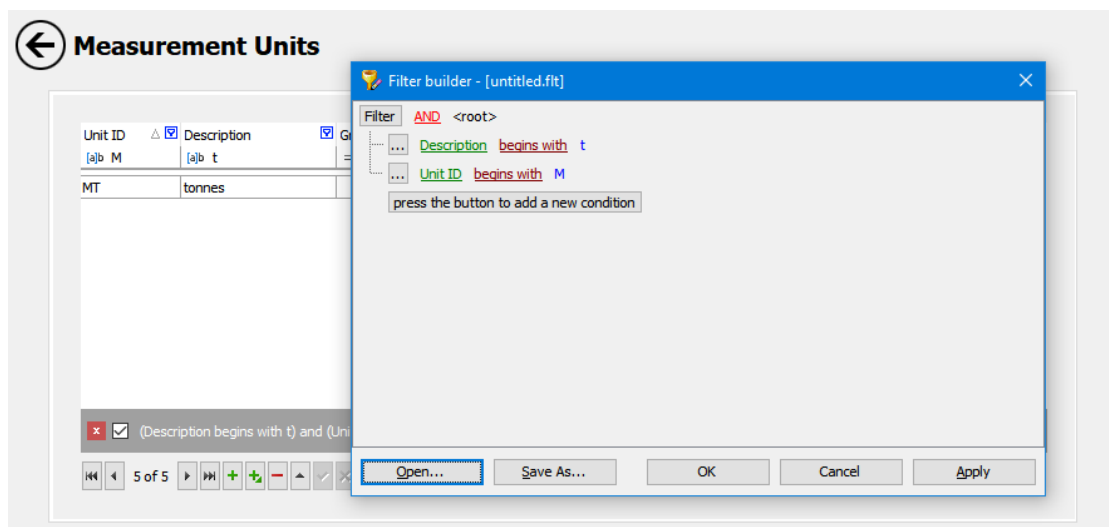 Measurement Units
Filter builder - [untitled.flt]
Filter AND <root>
... Description begins with t
... Unit ID begins with M
press the button to add a new condition
Unit ID Description
[a]b M [a]b t =
MT tonnes
x (Description begins with t) and
5 of 5
Open... Save As... OK Cancel Apply